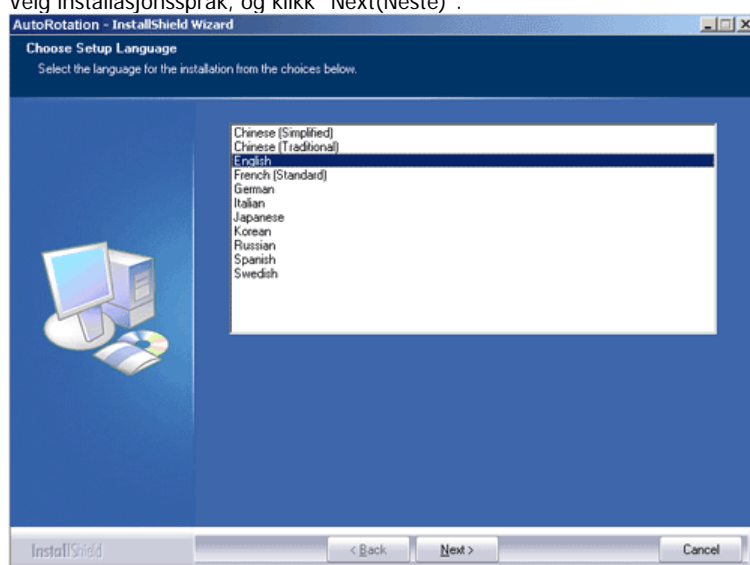 Velg installasjonsspråk, og klikk "Next(Neste)".
AutoRotation - InstallShield Wizard
Choose Setup Language
Select the language for the installation from the choices below.
Chinese (Simplified)
Chinese (Traditional)
English
French (Standard)
German
Italian
Japanese
Korean
Russian
Spanish
Swedish
InstallShield
< Back
Next >
Cancel